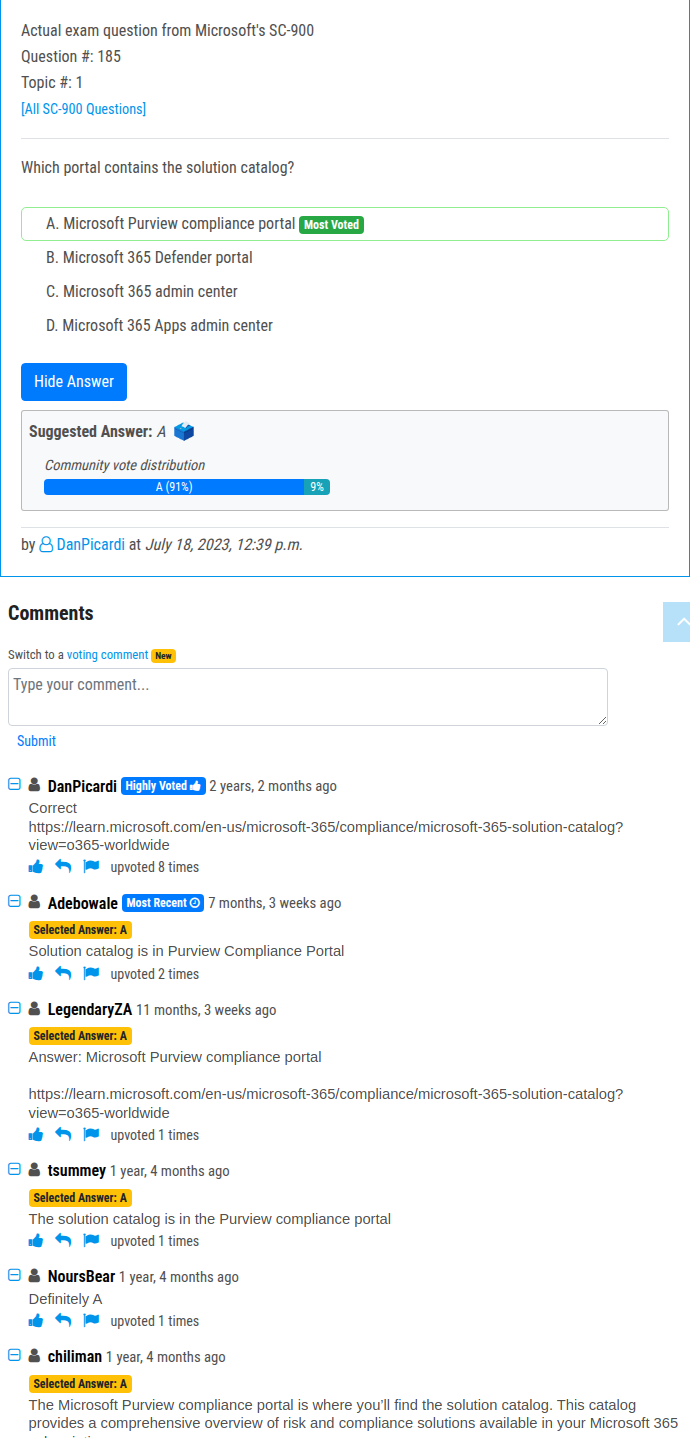 Actual exam question from Microsoft's SC-900
Question #: 185
Topic #: 1
[All SC-900 Questions]
Which portal contains the solution catalog?
A. Microsoft Purview compliance portal Most Voted
B. Microsoft 365 Defender portal
C. Microsoft 365 admin center
D. Microsoft 365 Apps admin center
Hide Answer
Suggested Answer: A
Community vote distribution
A (91%) 9%
by DanPicardi at July 18, 2023, 12:39 p.m.
Comments
Switch to a voting comment New
Type your comment...
Submit
DanPicardi Highly Voted 2 years, 2 months ago
Correct
https://learn.microsoft.com/en-us/microsoft-365/compliance/microsoft-365-solution-catalog?
view=o365-worldwide
upvoted 8 times
Adebowale Most Recent 7 months, 3 weeks ago
Selected Answer: A
Solution catalog is in Purview Compliance Portal
upvoted 2 times
LegendaryZA 11 months, 3 weeks ago
Selected Answer: A
Answer: Microsoft Purview compliance portal
https://learn.microsoft.com/en-us/microsoft-365/compliance/microsoft-365-solution-catalog?
view=o365-worldwide
upvoted 1 times
tsummey 1 year, 4 months ago
Selected Answer: A
The solution catalog is in the Purview compliance portal
upvoted 1 times
NoursBear 1 year, 4 months ago
Definitely A
upvoted 1 times
chiliman 1 year, 4 months ago
Selected Answer: A
The Microsoft Purview compliance portal is where you'll find the solution catalog. This catalog
provides a comprehensive overview of risk and compliance solutions available in your Microsoft 365